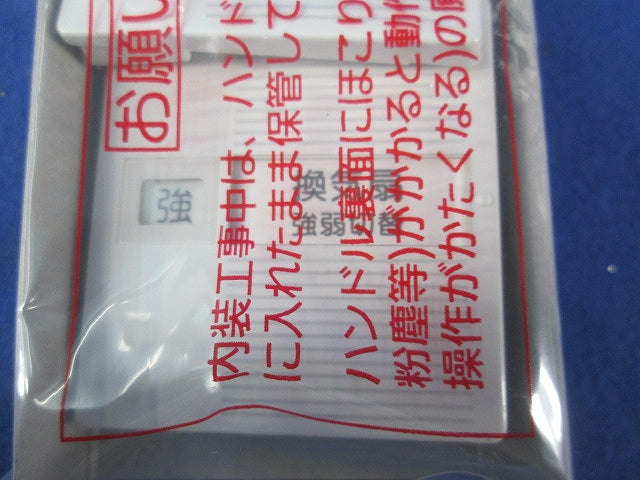 お願い
内装工事中は、ハンド
に入れたまま保管して
ハンドル裏面にほこり
粉塵等)がかかると動作
操作がかたくなる)の
強
換気扇
強弱切替